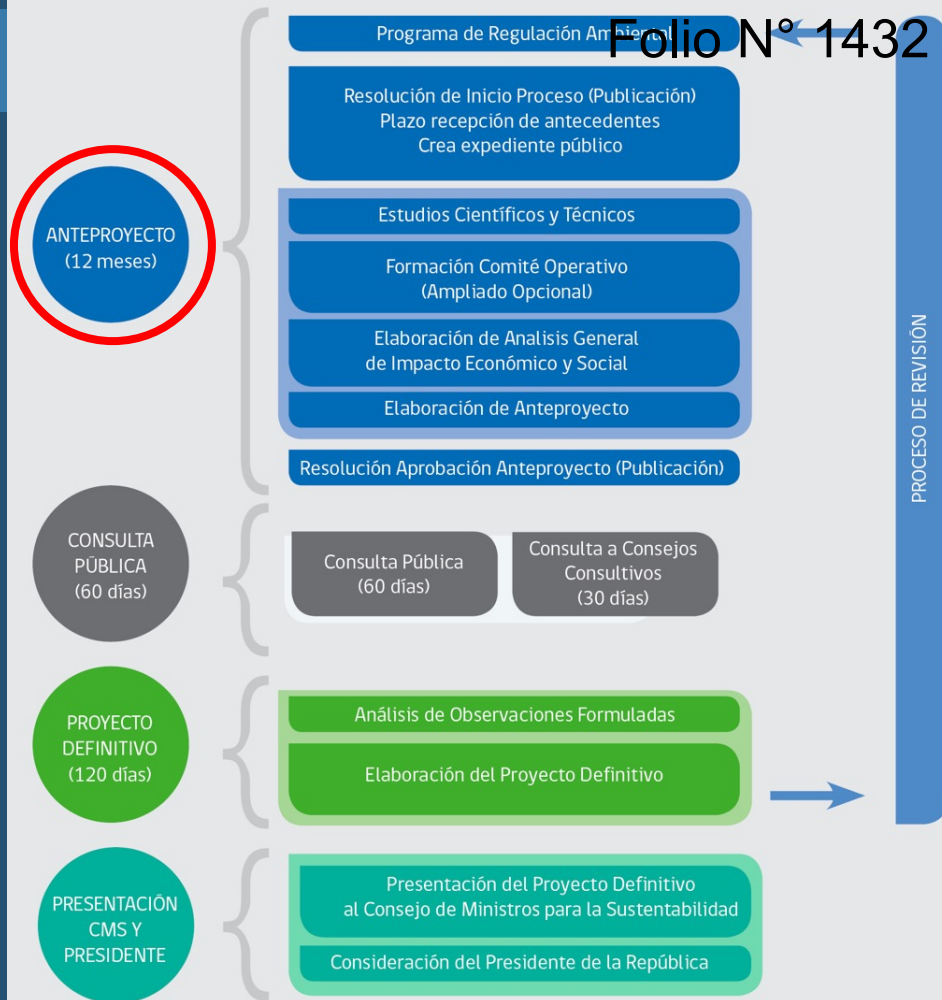 Folio N° 1432
Programa de Regulación Ambiental
Resolución de Inicio Proceso (Publicación)
Plazo recepción de antecedentes
Crea expediente público
ANTEPROYECTO
(12 meses)
Estudios Científicos y Técnicos
Formación Comité Operativo
(Ampliado Opcional)
Elaboración de Analisis General
de Impacto Económico y Social
Elaboración de Anteproyecto
Resolución Aprobación Anteproyecto (Publicación)
CONSULTA
PÚBLICA
(60 días)
Consulta Pública
(60 días)
Consulta a Consejos
Consultivos
(30 días)
PROYECTO
DEFINITIVO
(120 días)
Análisis de Observaciones Formuladas
Elaboración del Proyecto Definitivo
PRESENTACIÓN
CMS Y
PRESIDENTE
Presentación del Proyecto Definitivo
al Consejo de Ministros para la Sustentabilidad
Consideración del Presidente de la República
PROCESO DE REVISIÓN